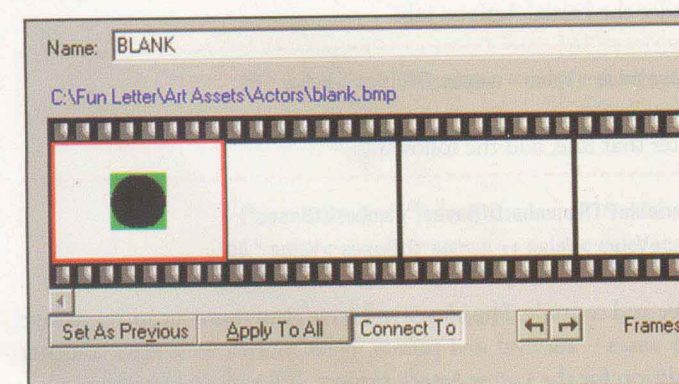 Name: BLANK
C:\Fun Letter\Art Assets\Actors\blank.bmp
Set As Previous Apply To All Connect To Frames